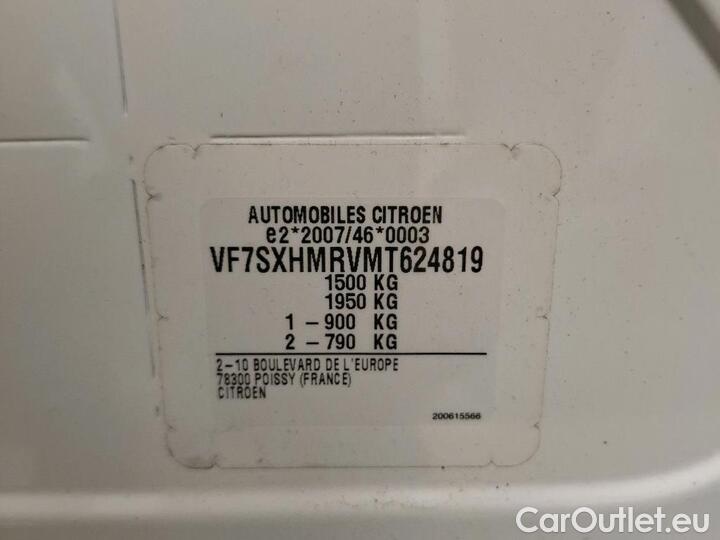 AUTOMOBILES CITROEN
e2*2007/46*0003
VF7SXHMRVMT624819
1500 KG
1950 KG
1 – 900 KG
2 – 790 KG
2-10 BOULEVARD DE L'EUROPE
78300 POISSY (FRANCE)
CITROEN
200615566
CarOutlet.eu